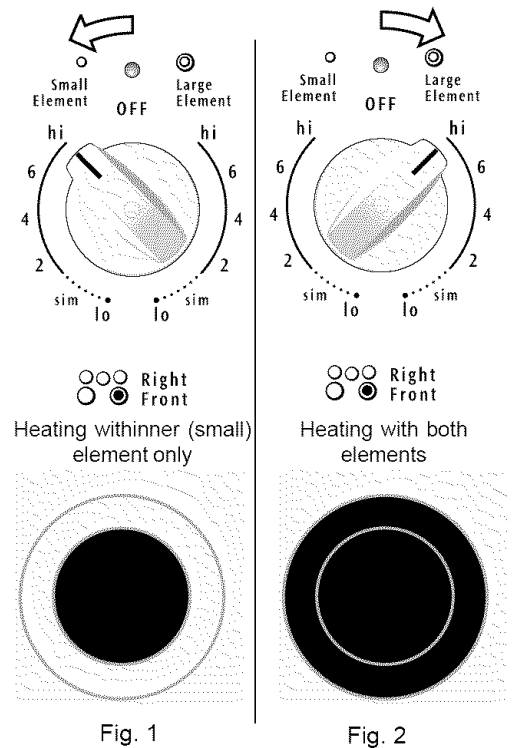 Small
Element
OFF
Large
Element
hi
hi
6
6
4
4
2
2
sim
lo
lo
sim
Right
Front
Heating withinner (small)
element only
Fig. 1
Small
Element
OFF
Large
Element
hi
hi
6
6
4
4
2
2
sim
lo
lo
sim
Right
Front
Heating with both
elements
Fig. 2